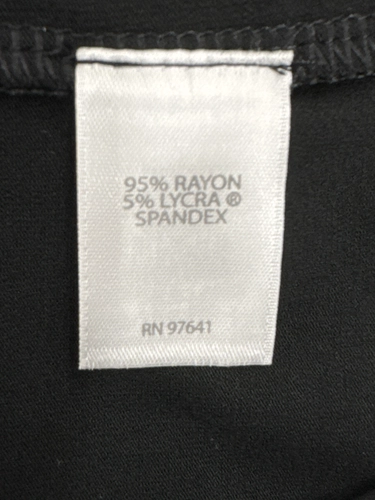 95% RAYON
5% LYCRA ®
SPANDEX
RN 97641